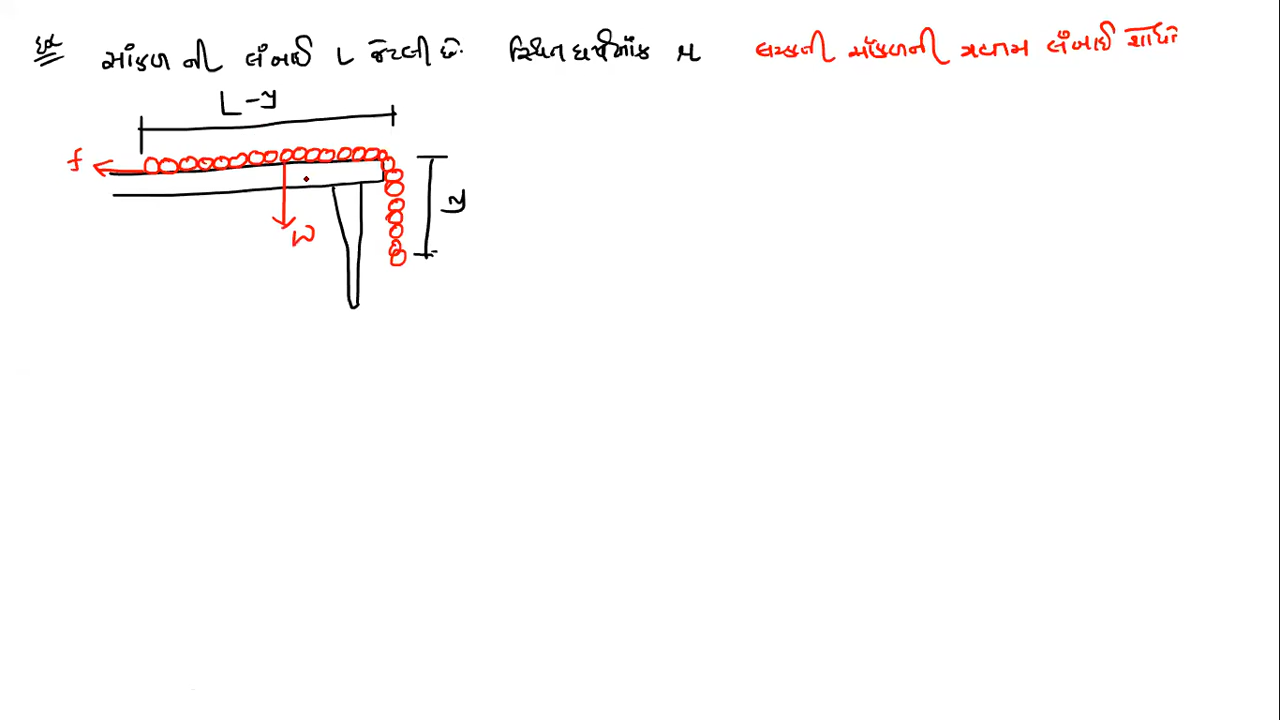 દા.ત સાંકળ ની લંબાઈ L જેટલી છે. સ્થિત ઘર્ષણાંક μ લટકતી સાંકળની મહત્તમ લંબાઈ શોધો
L-y
f
y
W